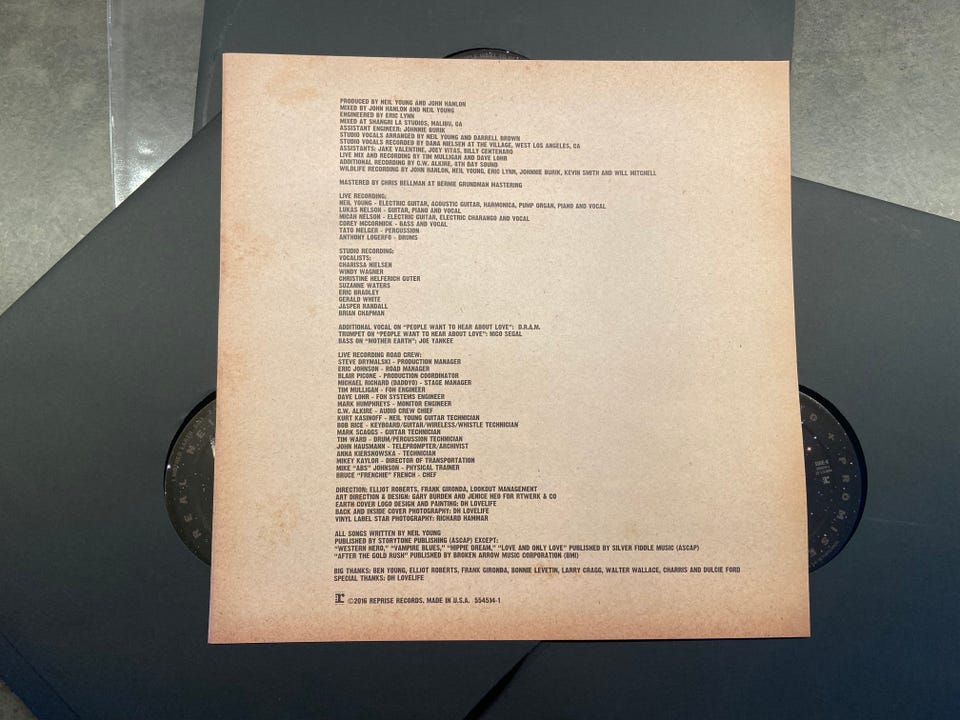 PRODUCED BY NEIL YOUNG AND JOHN HANLON
MIXED BY JOHN HANLON AND NEIL YOUNG
ENGINEERED BY ERIC LYNN
MIXED AT SHANGRI LA STUDIOS, MALIBU, CA
ASSISTANT ENGINEER: JOHNNIE BURIK
STUDIO VOCALS ARRANGED BY NEIL YOUNG AND DARRELL BROWN
STUDIO VOCALS RECORDED BY DANA NIELSEN AT THE VILLAGE, WEST LOS ANGELES, CA
ASSISTANTS: JAKE VALENTINE, JOEY VITAS, BILLY CENTENARO
LIVE MIX AND RECORDING BY TIM MULLIGAN AND DAVE LOHR
ADDITIONAL RECORDING BY C.W. ALKIRE, 8TH DAY SOUND
WILDLIFE RECORDING BY JOHN HANLON, NEIL YOUNG, ERIC LYNN, JOHNNIE BURIK, KEVIN SMITH AND WILL MITCHELL
MASTERED BY CHRIS BELLMAN AT BERNIE GRUNDMAN MASTERING
LIVE RECORDING:
NEIL YOUNG - ELECTRIC GUITAR, ACOUSTIC GUITAR, HARMONICA, PUMP ORGAN, PIANO AND VOCAL
LUKAS NELSON - GUITAR, PIANO AND VOCAL
MICAH NELSON - ELECTRIC GUITAR, ELECTRIC CHARANGO AND VOCAL
COREY MCCORMICK - BASS AND VOCAL
TATO MELGER - PERCUSSION
ANTHONY LOGERFO - DRUMS
STUDIO RECORDING:
VOCALISTS:
CHARISSA NIELSEN
WINDY WAGNER
CHRISTINE HELFERICH GUTER
SUZANNE WATERS
ERIC BRADLEY
GERALD WHITE
JASPER RANDALL
BRIAN CHAPMAN
ADDITIONAL VOCAL ON "PEOPLE WANT TO HEAR ABOUT LOVE": D.R.A.M.
TRUMPET ON "PEOPLE WANT TO HEAR ABOUT LOVE": NICO SEGAL
BASS ON "MOTHER EARTH": JOE YANKEE
LIVE RECORDING ROAD CREW:
STEVE DRYMALSKI - PRODUCTION MANAGER
ERIC JOHNSON - ROAD MANAGER
BLAIR PICONE - PRODUCTION COORDINATOR
MICHAEL RICHARD (DADDYO) - STAGE MANAGER
TIM MULLIGAN - FOH ENGINEER
DAVE LOHR - FOH SYSTEMS ENGINEER
MARK HUMPHREYS - MONITOR ENGINEER
C.W. ALKIRE - AUDIO CREW CHIEF
KURT KASINOFF - NEIL YOUNG GUITAR TECHNICIAN
BOB RICE - KEYBOARD/GUITAR/WIRELESS/WHISTLE TECHNICIAN
MARK SCAGGS - GUITAR TECHNICIAN
TIM WARD - DRUM/PERCUSSION TECHNICIAN
JOHN HAUSMANN - TELEPROMPTER/ARCHIVIST
ANNA KIERSNOWSKA - TECHNICIAN
MIKEY KAYLOR - DIRECTOR OF TRANSPORTATION
MIKE "ABS" JOHNSON - PHYSICAL TRAINER
BRUCE "FRENCHIE" FRENCH - CHEF
DIRECTION: ELLIOT ROBERTS, FRANK GIRONDA, LOOKOUT MANAGEMENT
ART DIRECTION & DESIGN: GARY BURDEN AND JENICE HEO FOR RTWERK & CO
EARTH COVER LOGO DESIGN AND PAINTING: DH LOVELIFE
BACK AND INSIDE COVER PHOTOGRAPHY: DH LOVELIFE
VINYL LABEL STAR PHOTOGRAPHY: RICHARD HAMMAR
ALL SONGS WRITTEN BY NEIL YOUNG
PUBLISHED BY STORYTONE PUBLISHING (ASCAP) EXCEPT:
"WESTERN HERO," "VAMPIRE BLUES," "HIPPIE DREAM," "LOVE AND ONLY LOVE" PUBLISHED BY SILVER FIDDLE MUSIC (ASCAP)
"AFTER THE GOLD RUSH" PUBLISHED BY BROKEN ARROW MUSIC CORPORATION (BMI)
BIG THANKS: BEN YOUNG, ELLIOT ROBERTS, FRANK GIRONDA, BONNIE LEVETIN, LARRY CRAGG, WALTER WALLACE, CHARRIS AND DULCIE FORD
SPECIAL THANKS: DH LOVELIFE
r ©2016 REPRISE RECORDS. MADE IN U.S.A. 554514-1
REAL NE
D + PROMISE